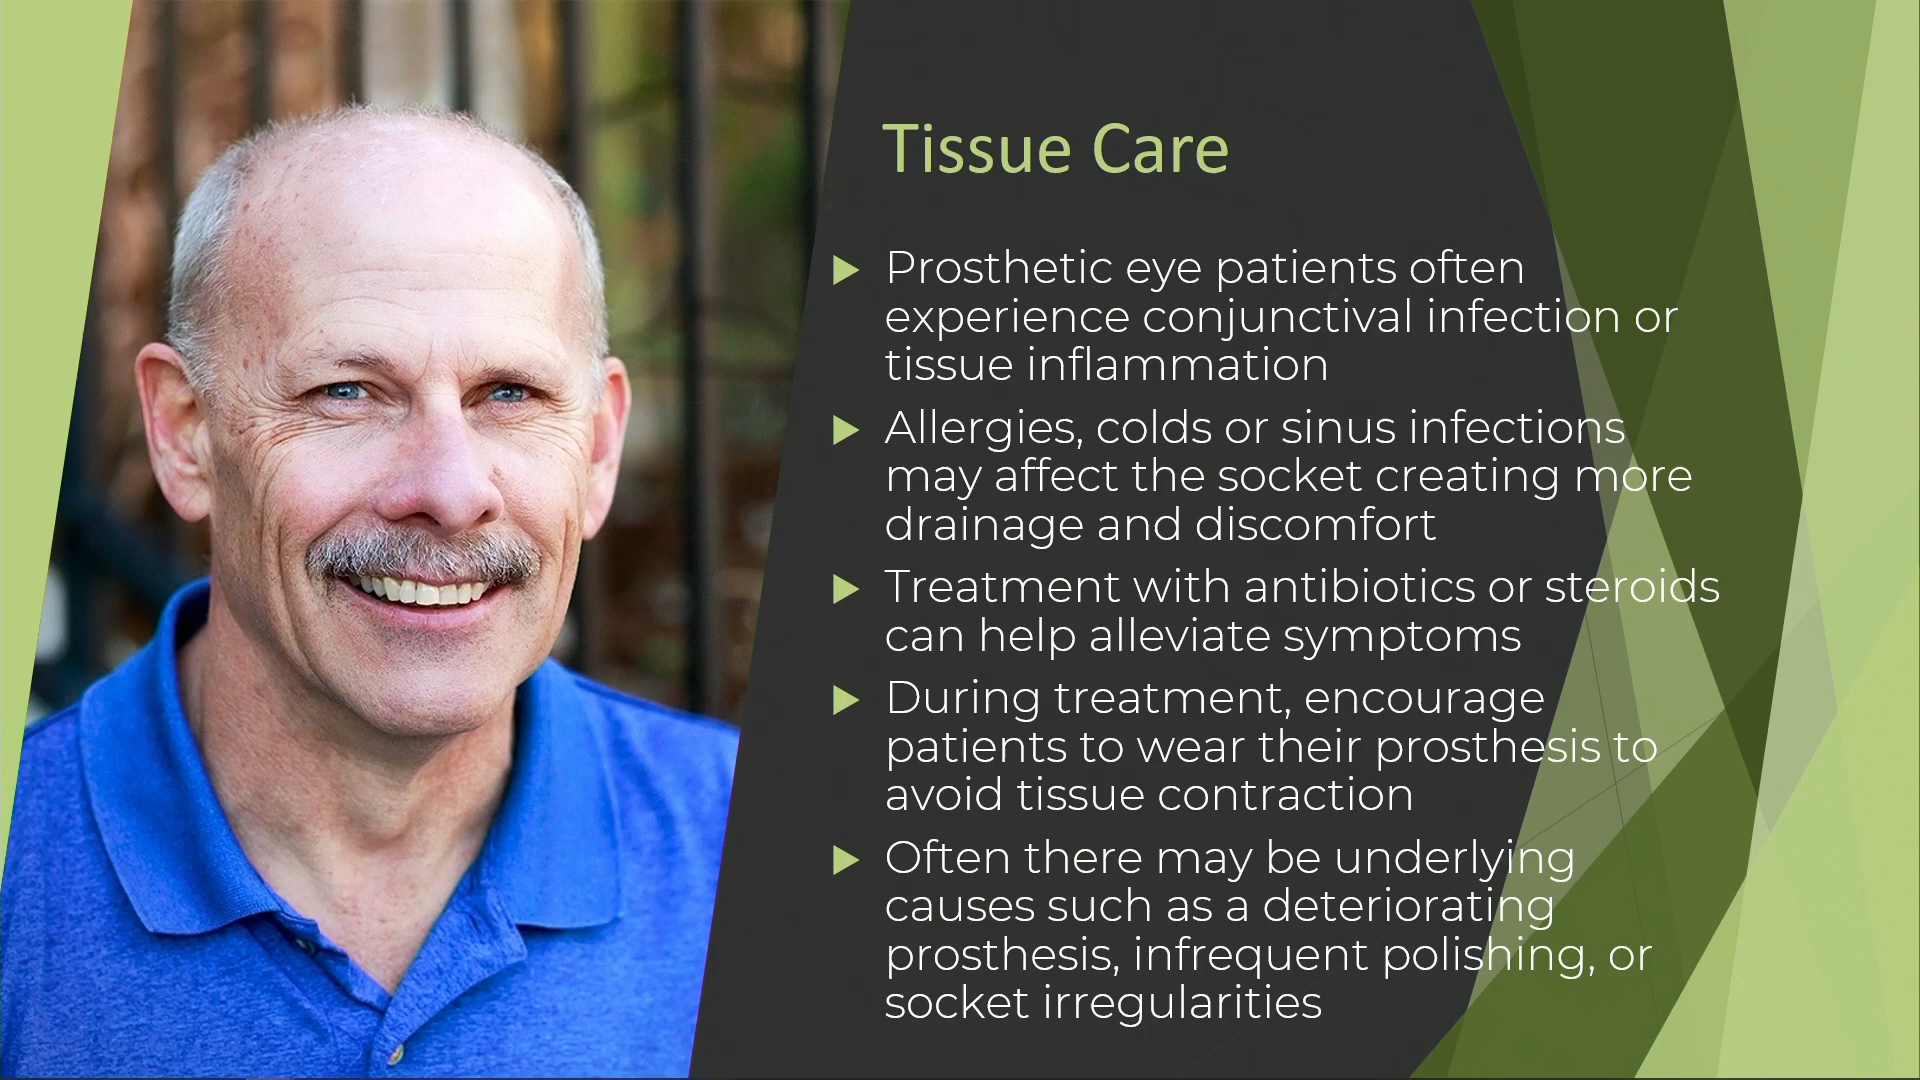 Tissue Care
Prosthetic eye patients often
experience conjunctival infection or
tissue inflammation
Allergies, colds or sinus infections
may affect the socket creating more
drainage and discomfort
Treatment with antibiotics or steroids
can help alleviate symptoms
During treatment, encourage
patients to wear their prosthesis to
avoid tissue contraction
Often there may be underlying
causes such as a deteriorating
prosthesis, infrequent polishing, or
socket irregularities